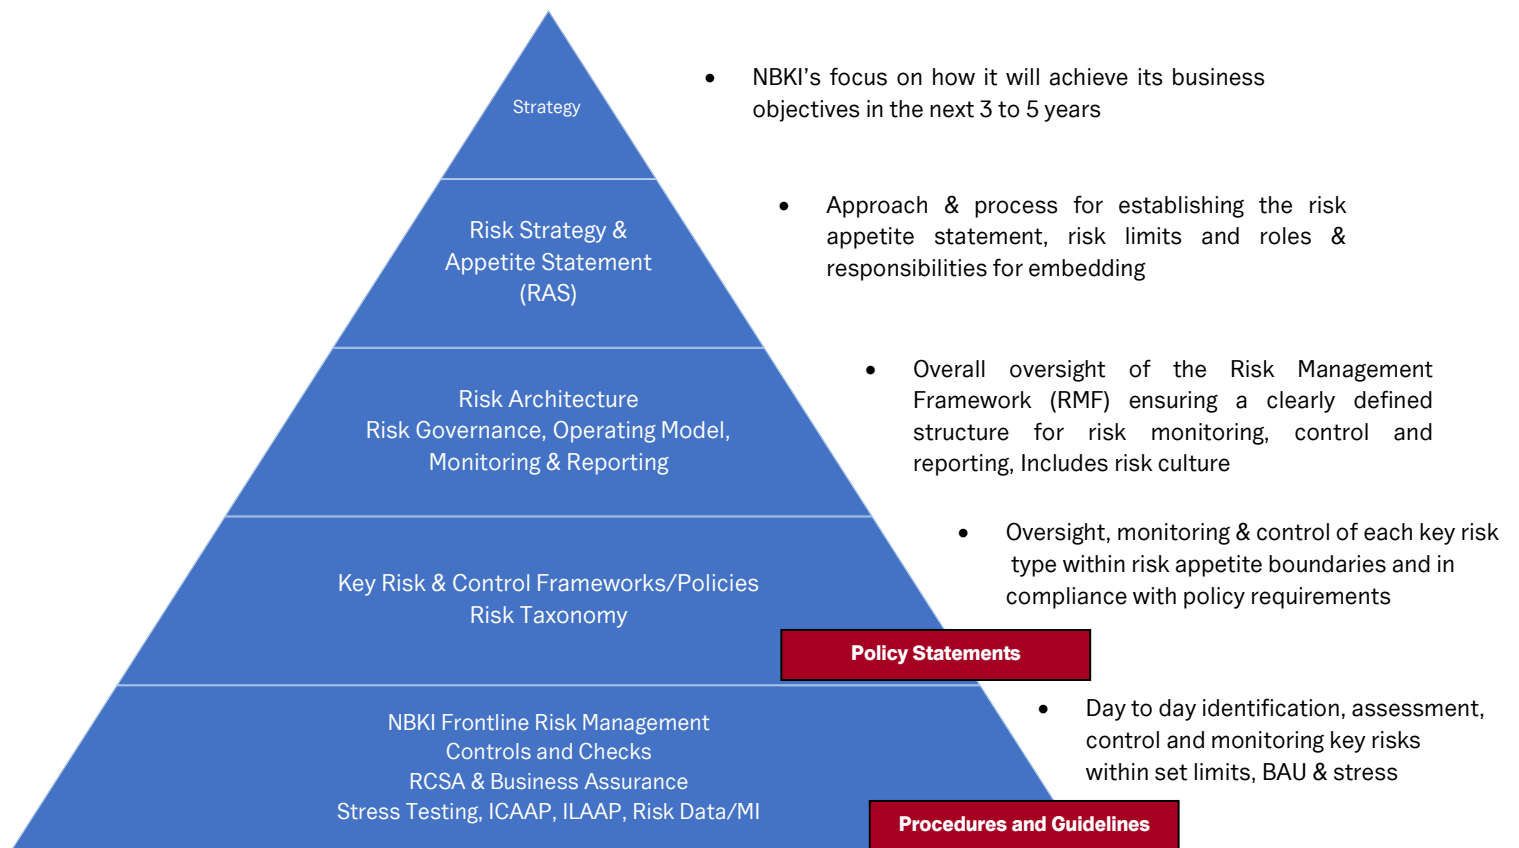 Strategy
• NBKI’s focus on how it will achieve its business
objectives in the next 3 to 5 years
Risk Strategy &
Appetite Statement
(RAS)
• Approach & process for establishing the risk
appetite statement, risk limits and roles &
responsibilities for embedding
Risk Architecture
Risk Governance, Operating Model,
Monitoring & Reporting
• Overall oversight of the Risk Management
Framework (RMF) ensuring a clearly defined
structure for risk monitoring, control and
reporting, Includes risk culture
Key Risk & Control Frameworks/Policies
Risk Taxonomy
• Oversight, monitoring & control of each key risk
type within risk appetite boundaries and in
compliance with policy requirements
Policy Statements
NBKI Frontline Risk Management
Controls and Checks
RCSA & Business Assurance
Stress Testing, ICAAP, ILAAP, Risk Data/MI
• Day to day identification, assessment,
control and monitoring key risks
within set limits, BAU & stress
Procedures and Guidelines